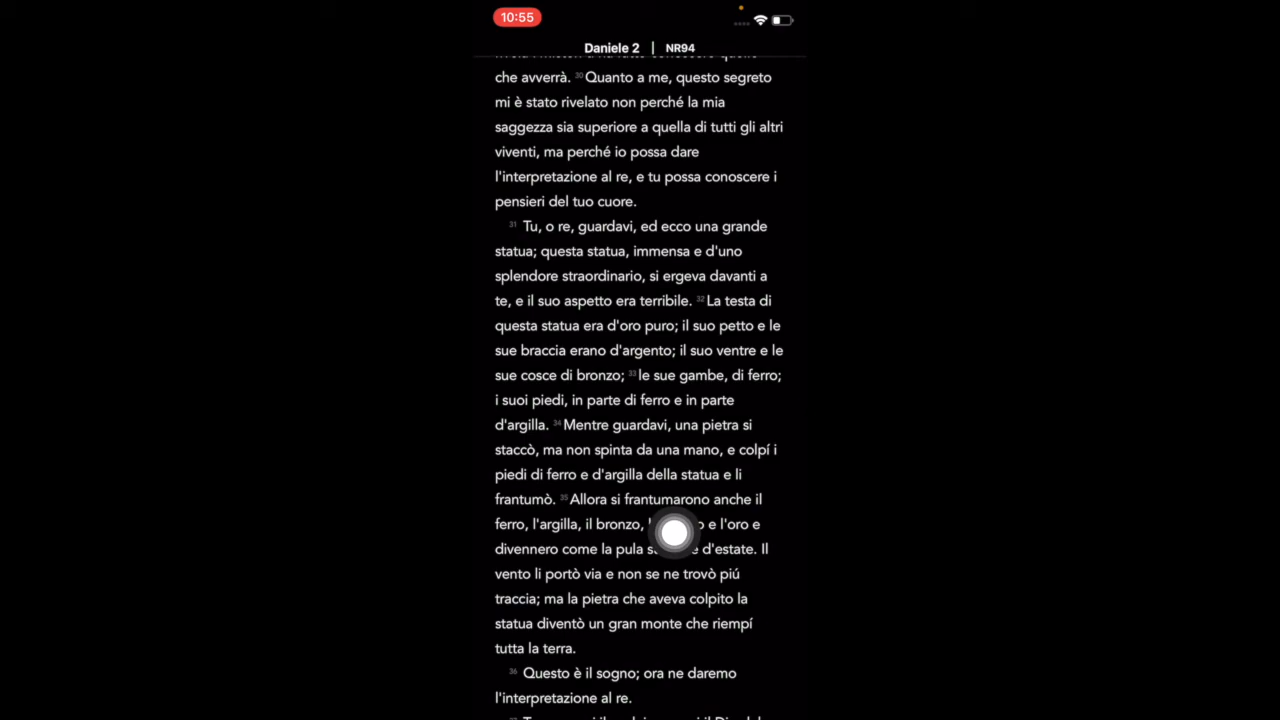 10:55
Daniele 2 | NR94
che avverrà. 30 Quanto a me, questo segreto
mi è stato rivelato non perché la mia
saggezza sia superiore a quella di tutti gli altri
viventi, ma perché io possa dare
l'interpretazione al re, e tu possa conoscere i
pensieri del tuo cuore.
31 Tu, o re, guardavi, ed ecco una grande
statua; questa statua, immensa e d'uno
splendore straordinario, si ergeva davanti a
te, e il suo aspetto era terribile. 32 La testa di
questa statua era d'oro puro; il suo petto e le
sue braccia erano d'argento; il suo ventre e le
sue cosce di bronzo; 33 le sue gambe, di ferro;
i suoi piedi, in parte di ferro e in parte
d'argilla. 34 Mentre guardavi, una pietra si
staccò, ma non spinta da una mano, e colpí i
piedi di ferro e d'argilla della statua e li
frantumò. 35 Allora si frantumarono anche il
ferro, l'argilla, il bronzo, e l'oro e
divennero come la pula d'estate. Il
vento li portò via e non se ne trovò piú
traccia; ma la pietra che aveva colpito la
statua diventò un gran monte che riempí
tutta la terra.
36 Questo è il sogno; ora ne daremo
l'interpretazione al re.